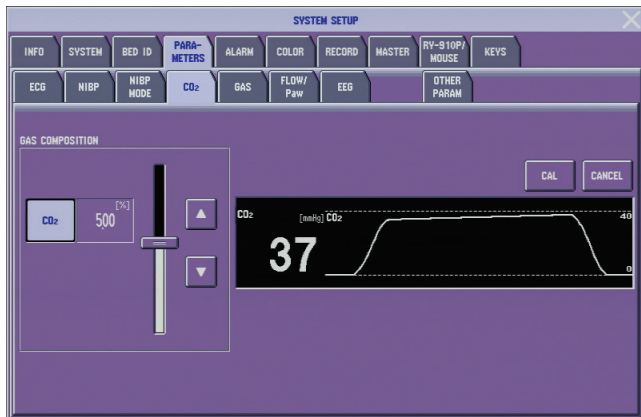 SYSTEM SETUP
INFO SYSTEM BED ID PARA-METERS ALARM COLOR RECORD MASTER RY-910P/MOUSE KEYS
ECG NIBP NIBP MODE CO₂ GAS FLOW/Paw EEG OTHER PARAM
GAS COMPOSITION
CAL CANCEL
[%]
CO₂ 5.00
CO₂ [mmHg] CO₂ 40
37
0